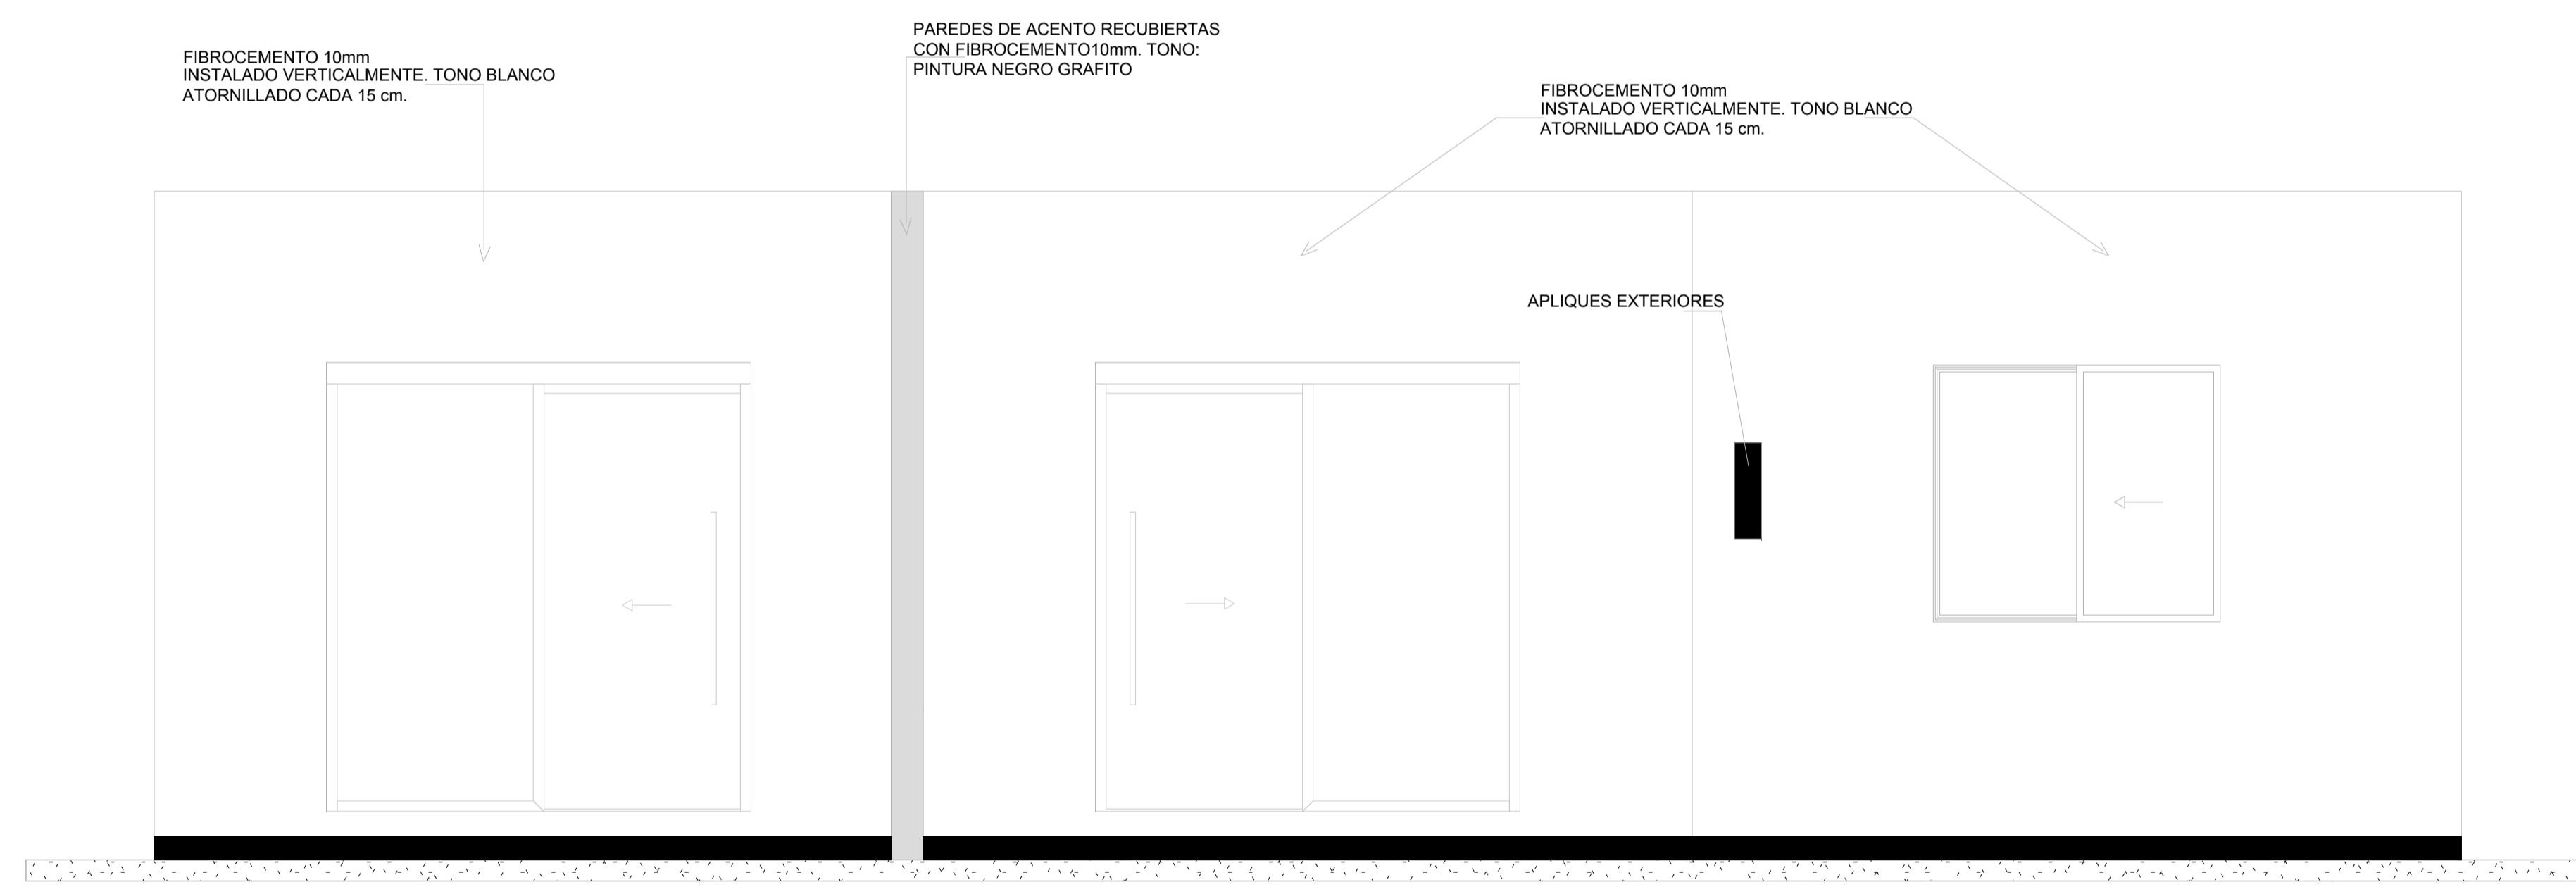 FIBROCEMENTO 10mm
INSTALADO VERTICALMENTE. TONO BLANCO
ATORNILLADO CADA 15 cm.
PAREDES DE ACENTO RECUBIERTAS
CON FIBROCEMENTO10mm. TONO:
PINTURA NEGRO GRAFITO
FIBROCEMENTO 10mm
INSTALADO VERTICALMENTE. TONO BLANCO
ATORNILLADO CADA 15 cm.
APLIQUES EXTERIORES